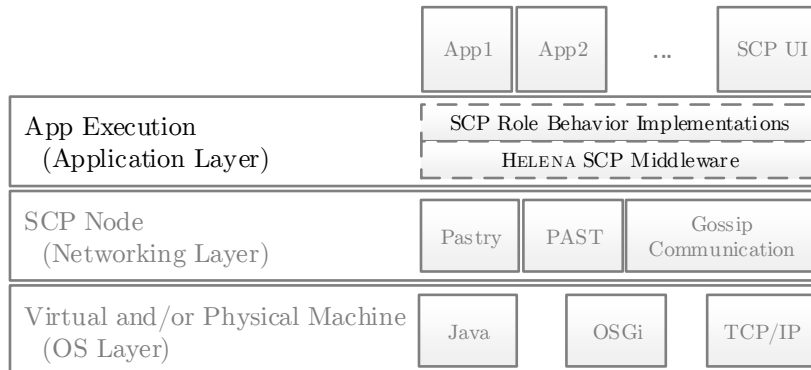 App1 App2 ... SCP UI
App Execution
(Application Layer)
SCP Role Behavior Implementations
HELENA SCP Middleware
SCP Node
(Networking Layer)
Pastry PAST Gossip
Communication
Virtual and/or Physical Machine
(OS Layer)
Java OSGi TCP/IP